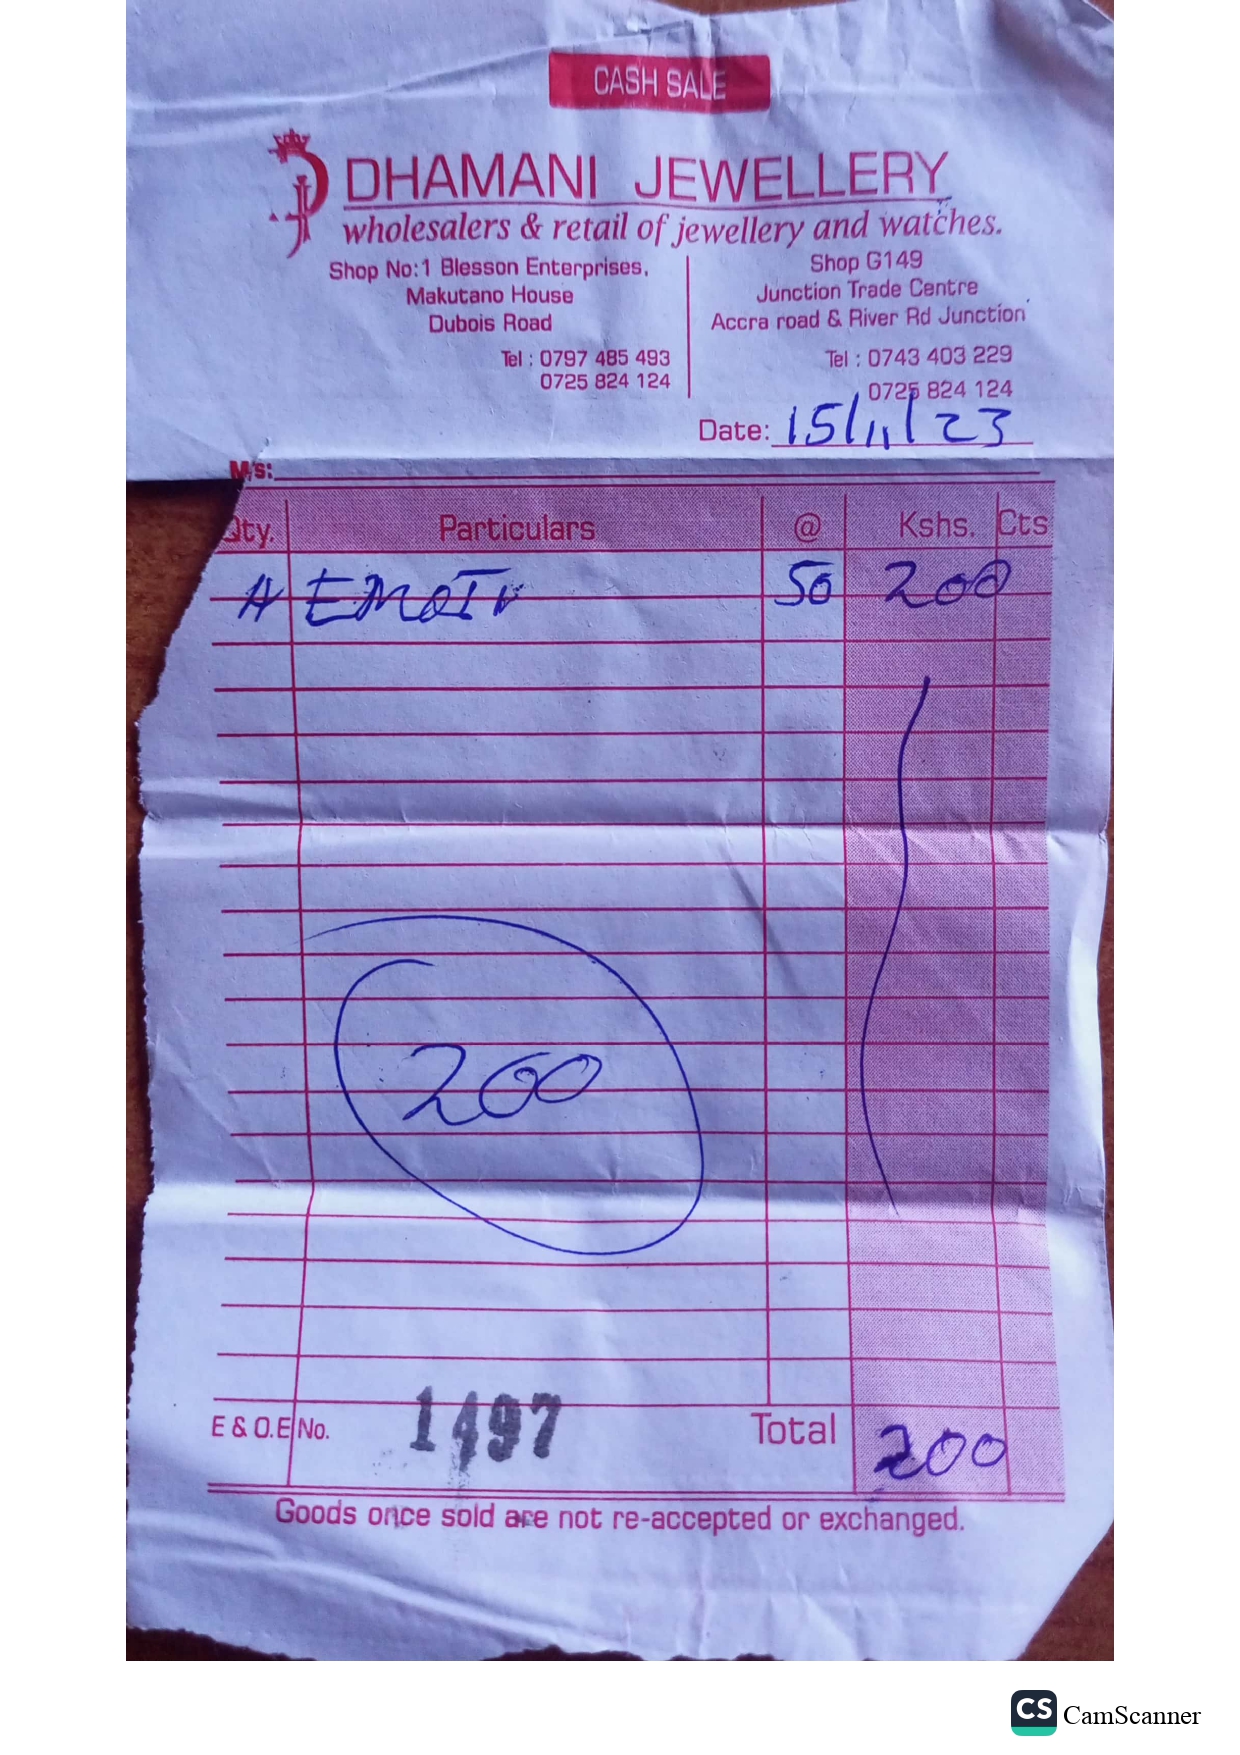 CASH SALE
DHAMANI JEWELLERY
wholesalers & retail of jewellery and watches.
Shop No:1 Blesson Enterprises,
Makutano House
Dubois Road
Tel : 0797 485 493
0725 824 124
Shop G149
Junction Trade Centre
Accra road & River Rd Junction
Tel : 0743 403 229
0725 824 124
Date: 15/11/23
M/s:
Qty. Particulars @ Kshs. Cts
50 200
200
E & O.E No. 1497 Total 200
Goods once sold are not re-accepted or exchanged.
CS CamScanner